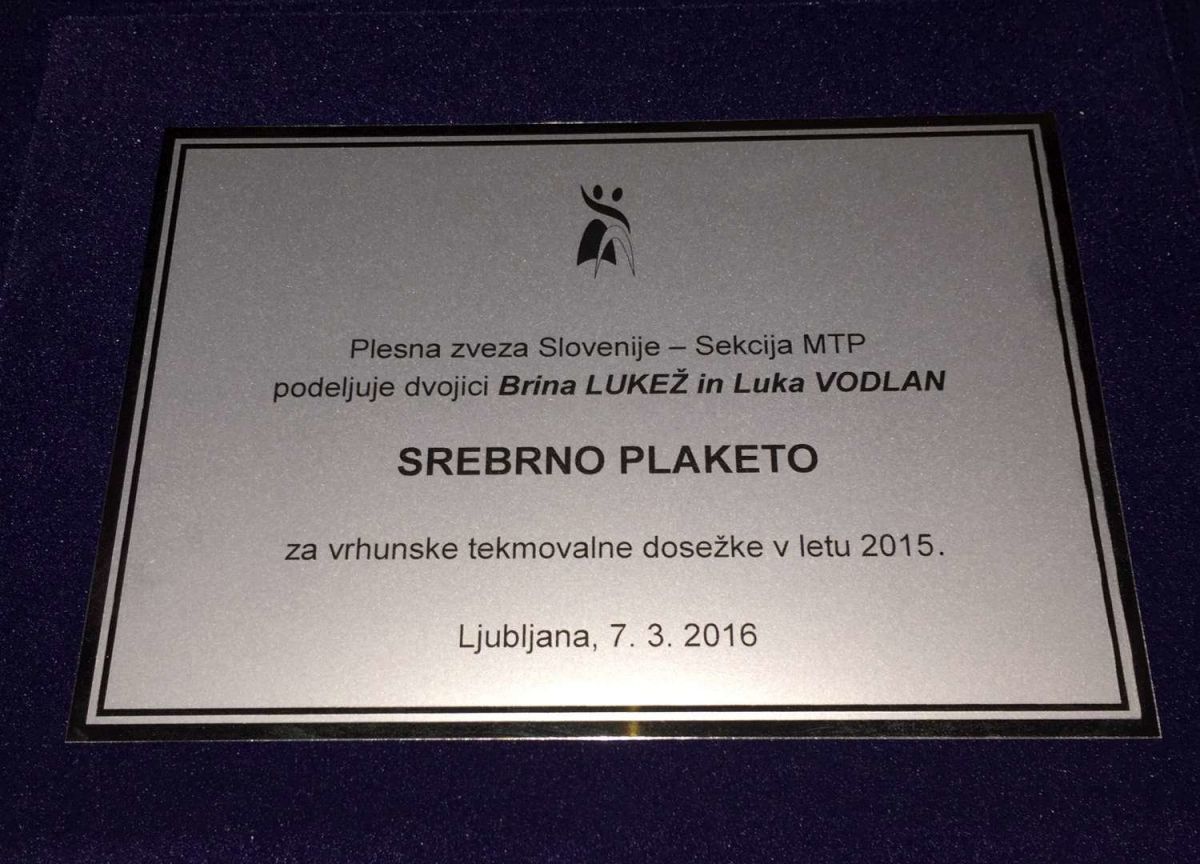 Plesna zveza Slovenije – Sekcija MTP
podeljuje dvojici Brina LUKEŽ in Luka VODLAN
SREBRNO PLAKETO
za vrhunske tekmovalne dosežke v letu 2015.
Ljubljana, 7. 3. 2016